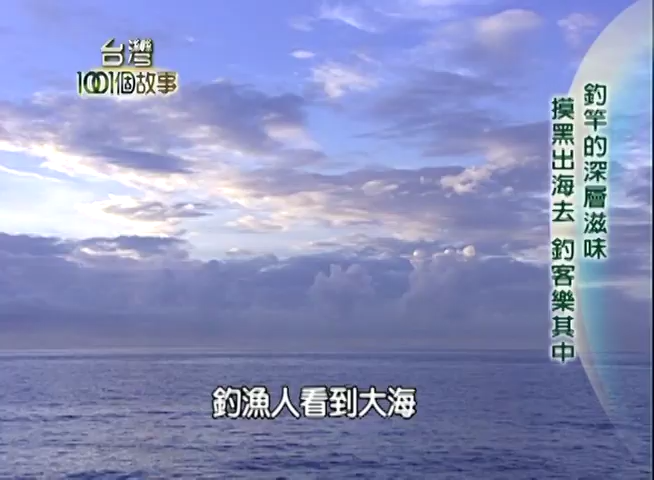 台灣
1001個故事
釣竿的深層滋味
摸黑出海去 釣客樂其中
釣漁人看到大海